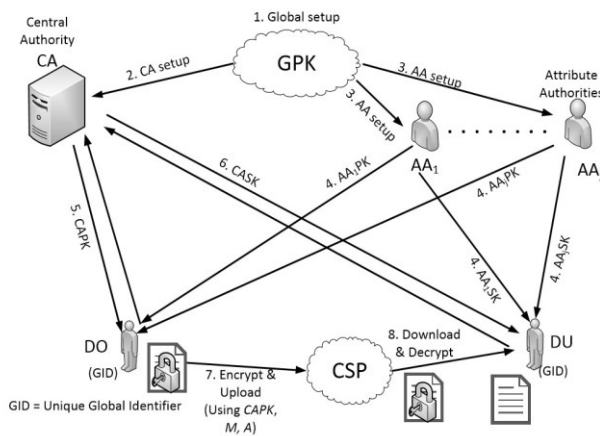 Central
Authority
CA
1. Global setup
GPK
2. CA setup
3. AA setup
3. AA setup
Attribute
Authorities
AA₁
AA
6. CASK
4. AA₁PK
4. AAⱼPK
5. CAPK
4. AA₁SK
4. AAⱼSK
DO
(GID)
7. Encrypt &
Upload
(Using CAPK,
M, A)
CSP
8. Download
& Decrypt
DU
(GID)
GID = Unique Global Identifier